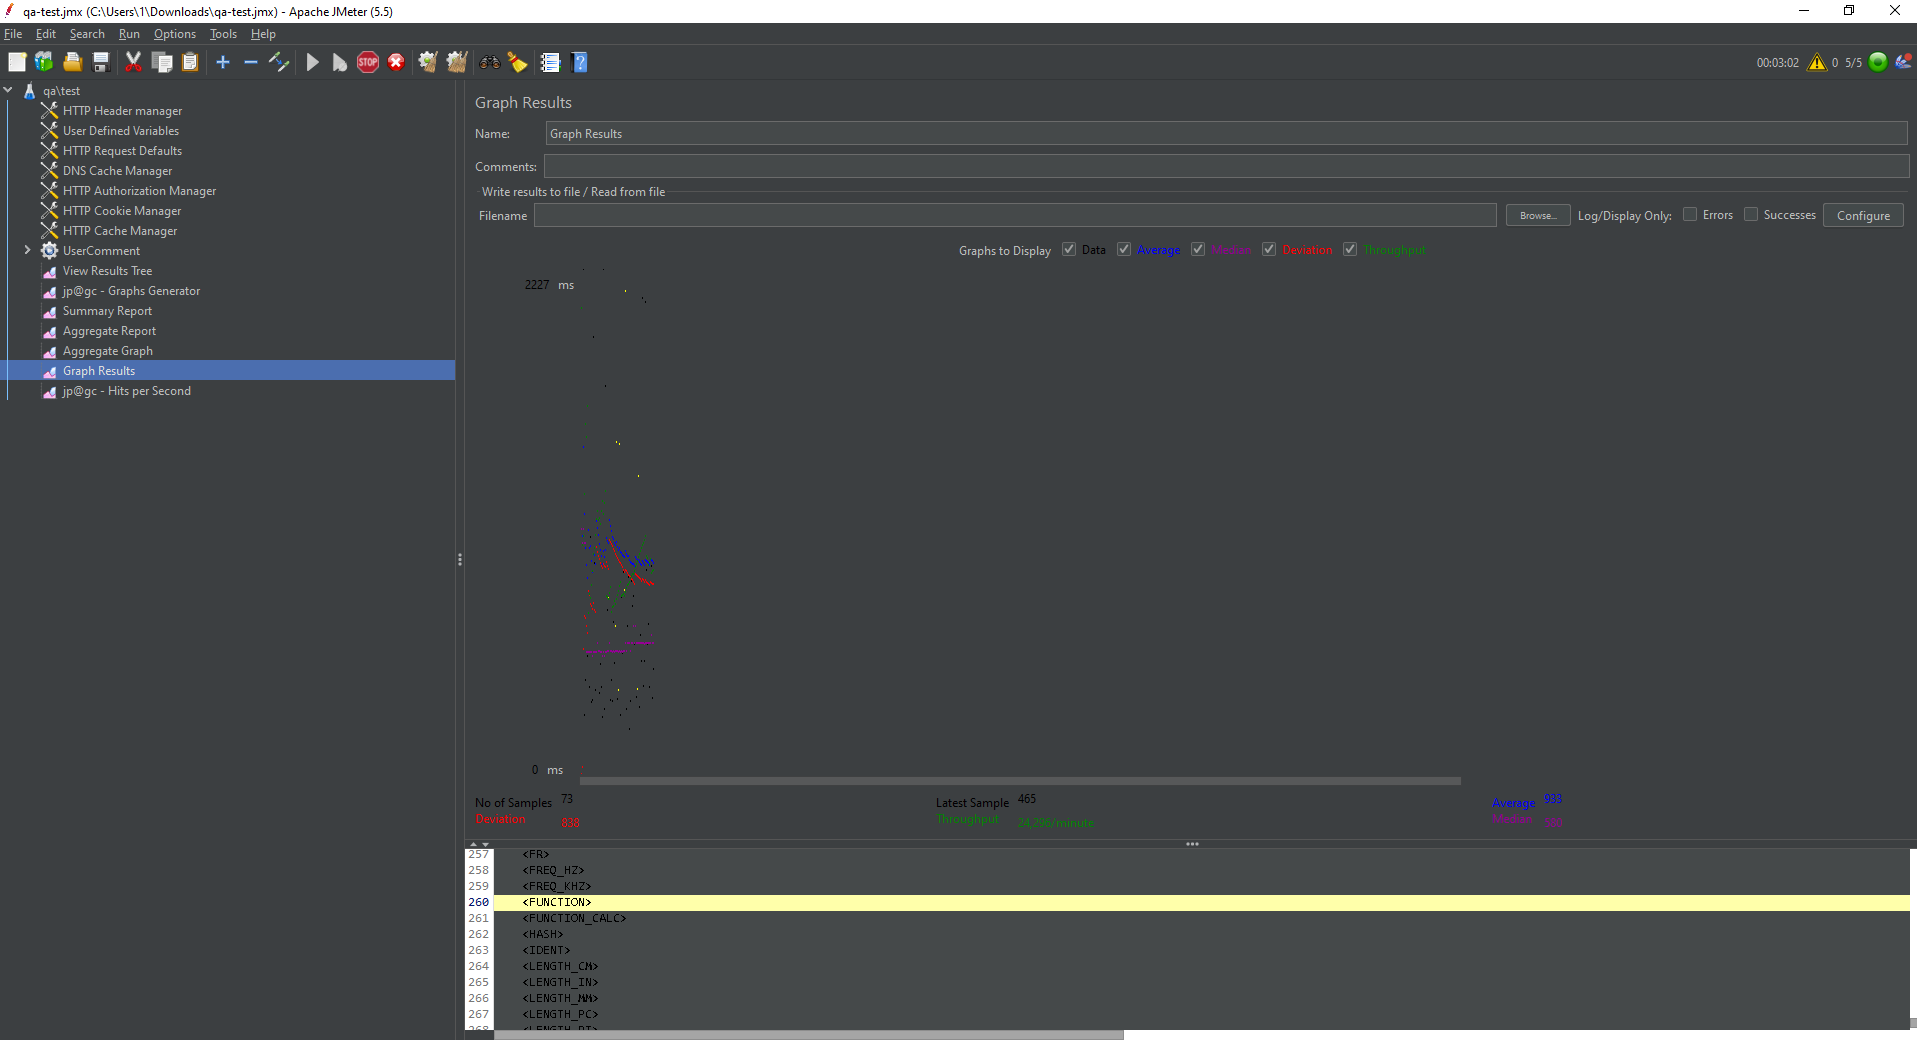 qa-test.jmx (C:\Users\1\Downloads\qa-test.jmx) - Apache JMeter (5.5)
File Edit Search Run Options Tools Help
STOP 00:03:02 0 5/5
qa\test
HTTP Header manager
User Defined Variables
HTTP Request Defaults
DNS Cache Manager
HTTP Authorization Manager
HTTP Cookie Manager
HTTP Cache Manager
UserComment
View Results Tree
jp@gc - Graphs Generator
Summary Report
Aggregate Report
Aggregate Graph
Graph Results
jp@gc - Hits per Second
Graph Results
Name: Graph Results
Comments:
Write results to file / Read from file
Filename Browse... Log/Display Only: Errors Successes Configure
Graphs to Display Data Average Median Deviation Throughput
2227 ms
0 ms
No of Samples 73 Latest Sample 465 Average 933
Deviation 838 Throughput 24,296/minute Median
257 <FR>
258 <FREQ_HZ>
259 <FREQ_KHZ>
260 <FUNCTION>
261 <FUNCTION_CALC>
262 <HASH>
263 <IDENT>
264 <LENGTH_CM>
265 <LENGTH_IN>
266 <LENGTH_MM>
267 <LENGTH_PC>
268 <LENGTH_PT>